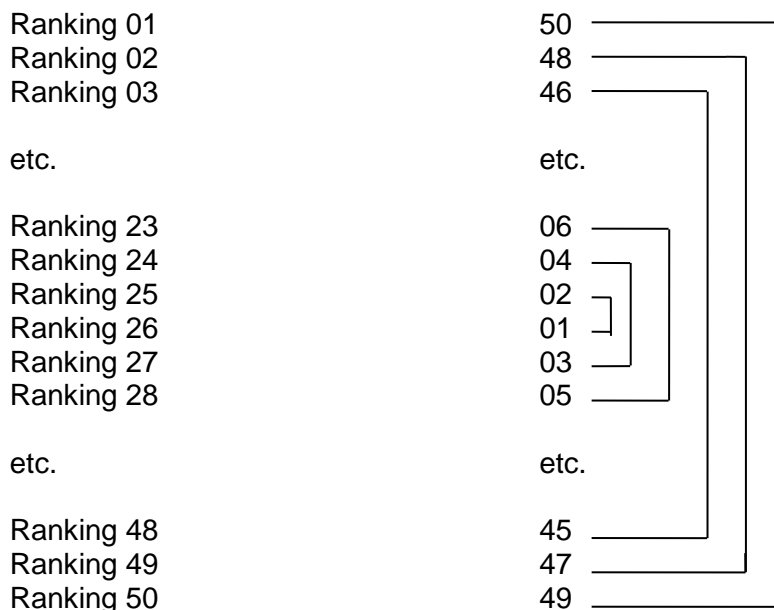 Ranking 01 50
Ranking 02 48
Ranking 03 46
etc. etc.
Ranking 23 06
Ranking 24 04
Ranking 25 02
Ranking 26 01
Ranking 27 03
Ranking 28 05
etc. etc.
Ranking 48 45
Ranking 49 47
Ranking 50 49